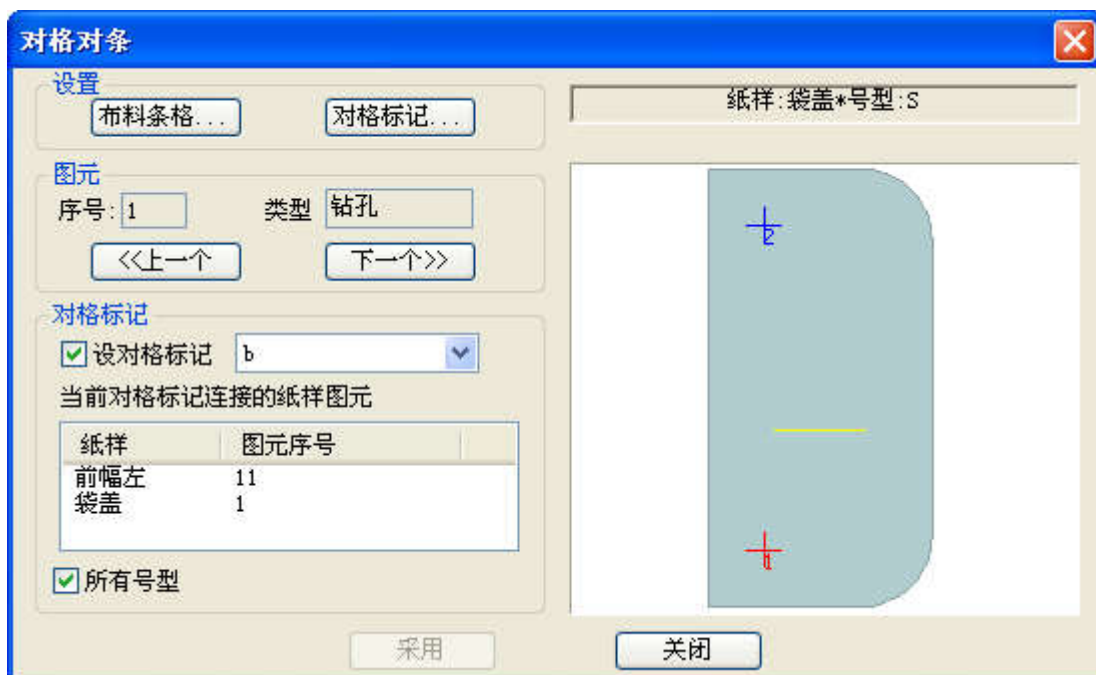 对格对条
设置
布料条格...
对格标记...
纸样:袋盖*号型:S
图元
序号: 1
类型 钻孔
<<上一个
下一个>>
对格标记
设对格标记 b
当前对格标记连接的纸样图元
纸样 图元序号
前幅左 11
袋盖 1
所有号型
2
1
采用
关闭